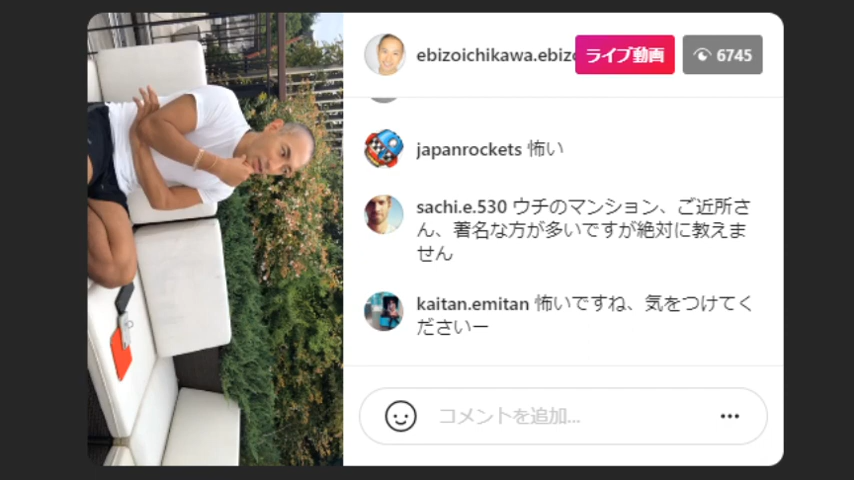 ebizoichikawa.ebizo
ライブ動画
6745
japanrockets 怖い
sachi.e.530 ウチのマンション、ご近所さ
ん、著名な方が多いですが絶対に教えま
せん
kaitan.emitan 怖いですね、気をつけてく
ださいー
コメントを追加...